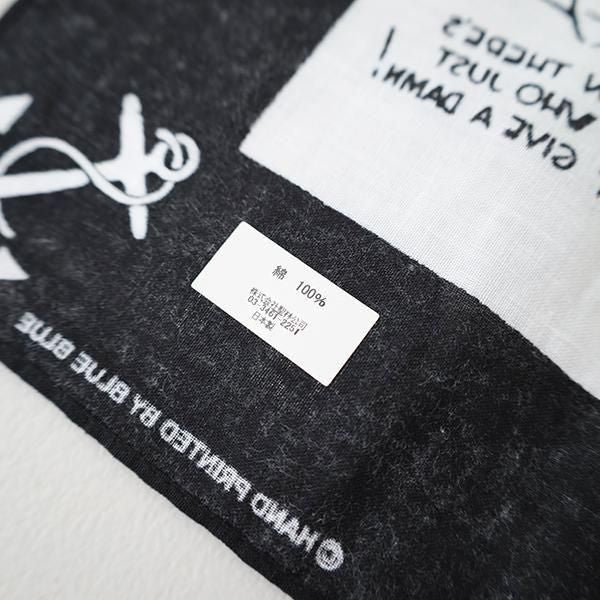 N THERE'S
WHO JUST
GIVE A DAMN!
綿 100%
株式会社聖林公司
03-3461-2251
日本製
© HAND PRINTED BY BLUE BLUE